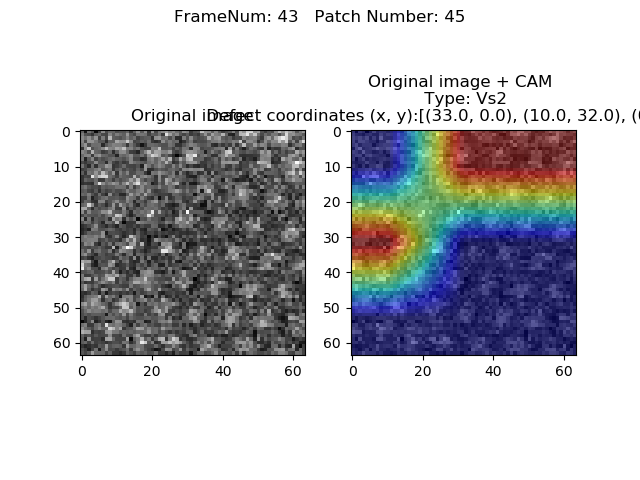 FrameNum: 43   Patch Number: 45
Original image + CAM
Type: Vs2
Original image
Defect coordinates (x, y):[(33.0, 0.0), (10.0, 32.0), (
0
10
20
30
40
50
60
0 20 40 60
0
10
20
30
40
50
60
0 20 40 60